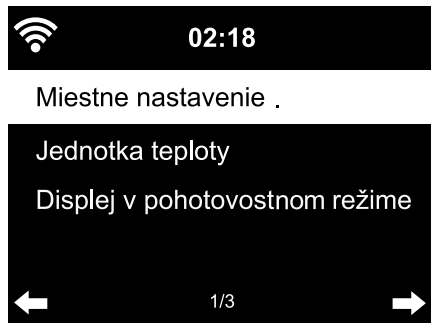 02:18
Miestne nastavenie .
Jednotka teploty
Displej v pohotovostnom režime
1/3